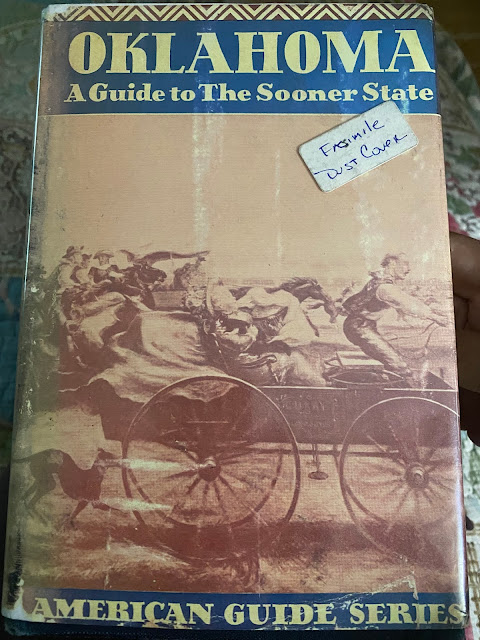 OKLAHOMA
A Guide to The Sooner State
Facsimile
Dust Cover
AMERICAN GUIDE SERIES